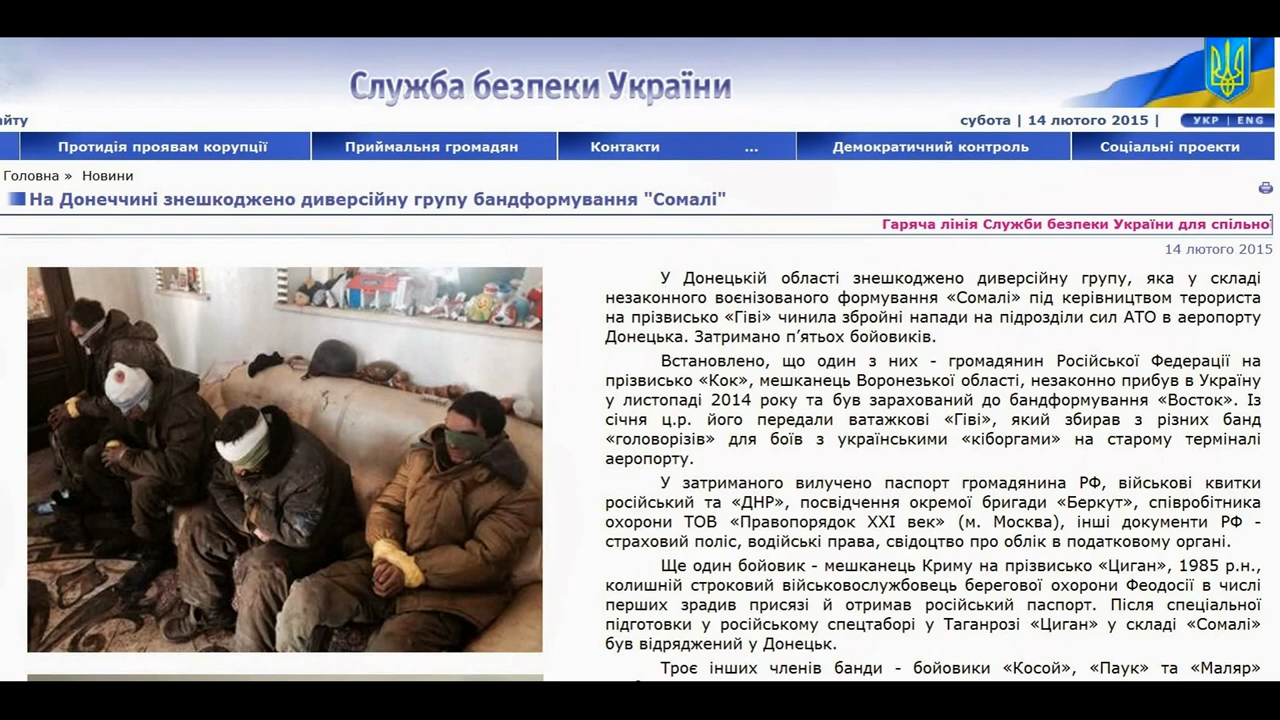 Служба безпеки України
айту
субота | 14 лютого 2015 |
УКР | ENG
Протидія проявам корупції
Приймальня громадян
Контакти
...
Демократичний контроль
Соціальні проекти
Головна » Новини
На Донеччині знешкоджено диверсійну групу бандформування "Сомалі"
Гаряча лінія Служби безпеки України для спільної
14 лютого 2015
У Донецькій області знешкоджено диверсійну групу, яка у складі
незаконного воєнізованого формування «Сомалі» під керівництвом терориста
на прізвисько «Гіві» чинила збройні напади на підрозділи сил АТО в аеропорту
Донецька. Затримано п’ятьох бойовиків.
Встановлено, що один з них - громадянин Російської Федерації на
прізвисько «Кок», мешканець Воронезької області, незаконно прибув в Україну
у листопаді 2014 року та був зарахований до бандформування «Восток». Із
січня ц.р. його передали ватажкові «Гіві», який збирав з різних банд
«головорізів» для боїв з українськими «кіборгами» на старому терміналі
аеропорту.
У затриманого вилучено паспорт громадянина РФ, військові квитки
російський та «ДНР», посвідчення окремої бригади «Беркут», співробітника
охорони ТОВ «Правопорядок XXI век» (м. Москва), інші документи РФ -
страховий поліс, водійські права, свідоцтво про облік в податковому органі.
Ще один бойовик - мешканець Криму на прізвисько «Циган», 1985 р.н.,
колишній строковий військовослужбовець берегової охорони Феодосії в числі
перших зрадив присязі й отримав російський паспорт. Після спеціальної
підготовки у російському спецтаборі у Таганрозі «Циган» у складі «Сомалі»
був відряджений у Донецьк.
Троє інших членів банди - бойовики «Косой», «Паук» та «Маляр»